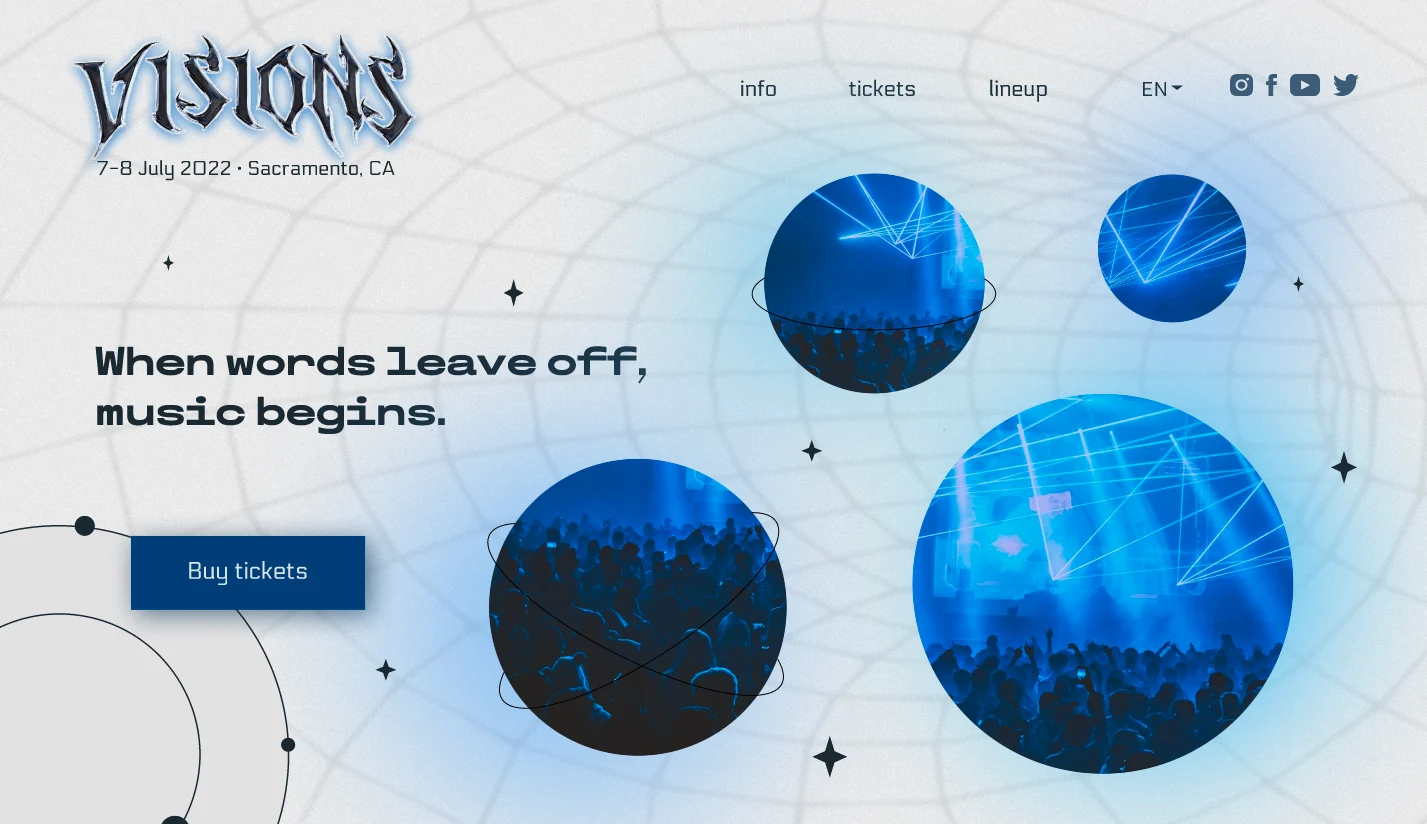 VISIONS
7-8 July 2022 • Sacramento, CA
info
tickets
lineup
EN
When words leave off,
music begins.
Buy tickets